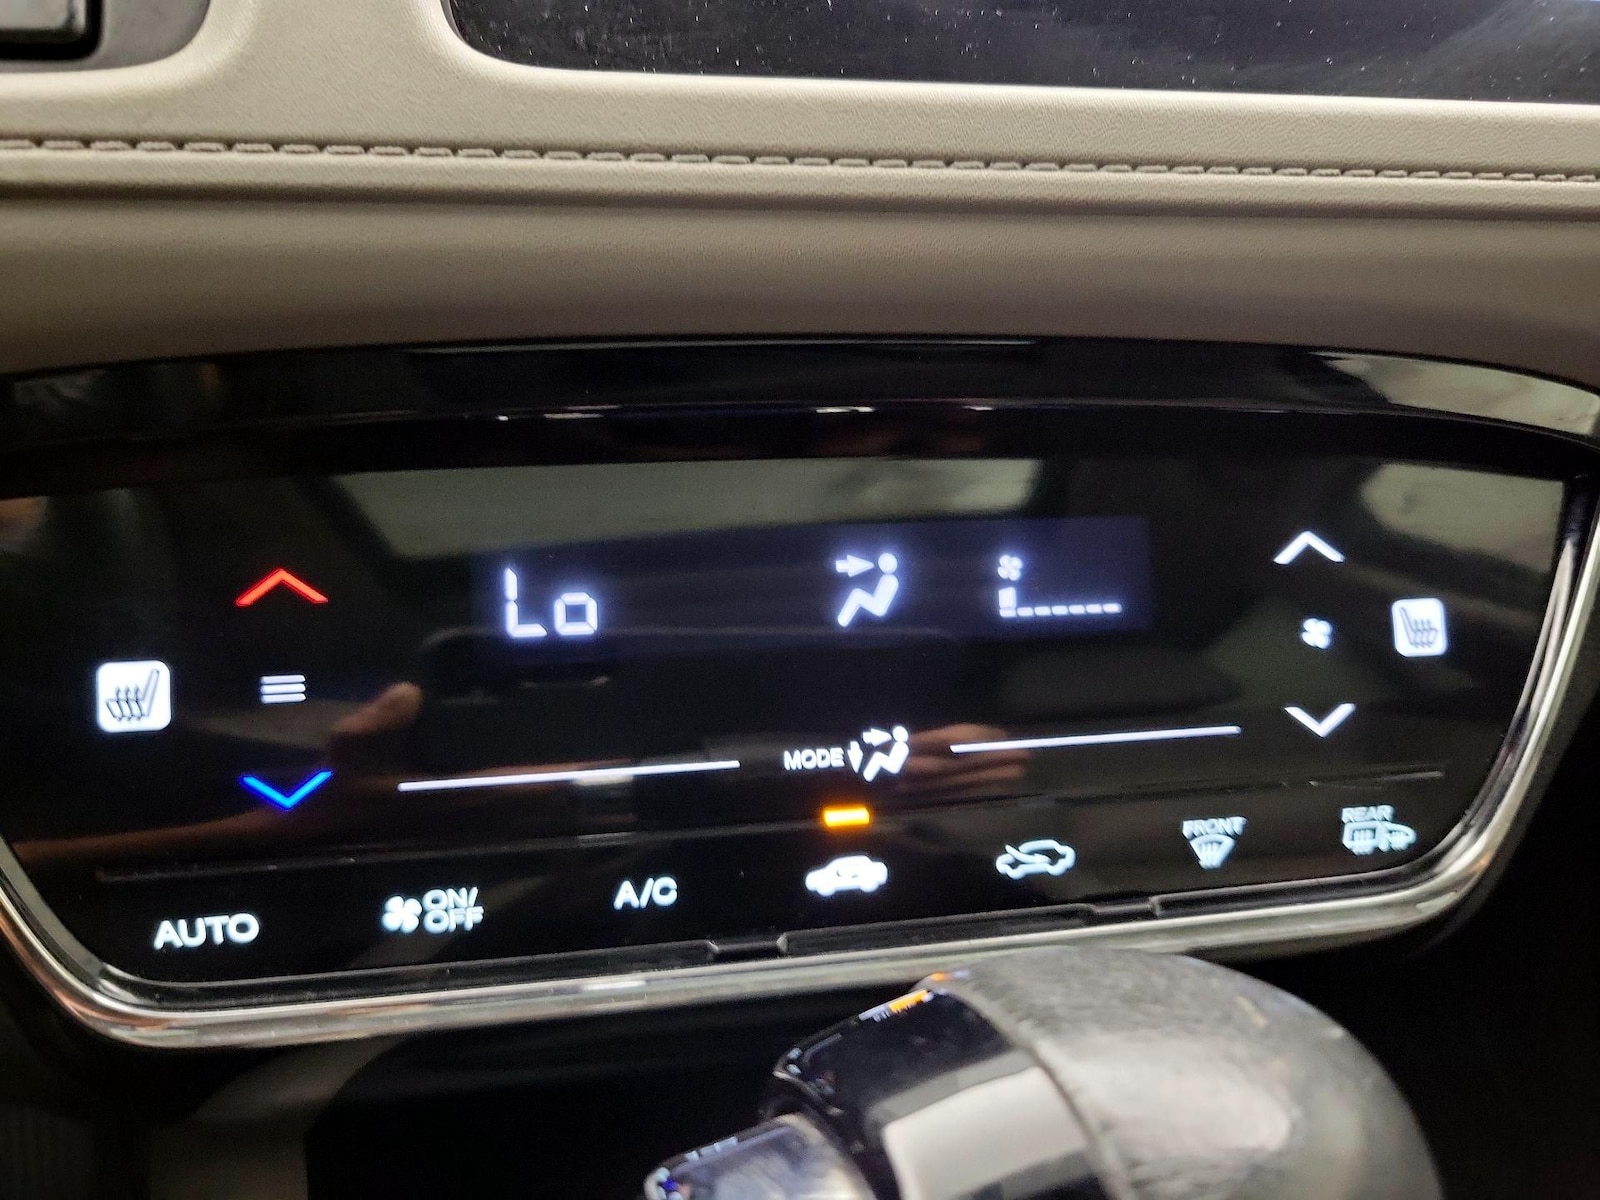 Lo
MODE
FRONT
REAR
AUTO
ON/
OFF
A/C